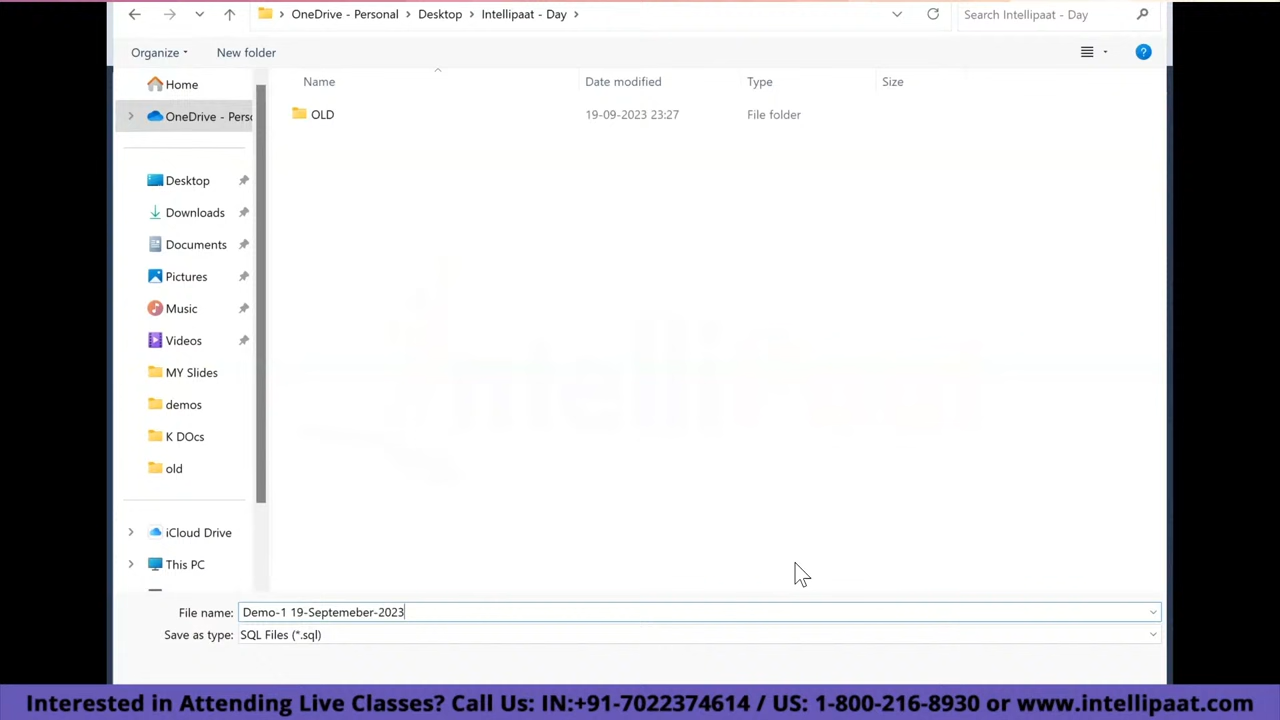 OneDrive - Personal > Desktop > Intellipaat - Day >
Search Intellipaat - Day
Organize
New folder
?
Name
Date modified
Type
Size
Home
OneDrive - Perso
OLD
19-09-2023 23:27
File folder
Desktop
Downloads
Documents
Pictures
Music
Videos
MY Slides
demos
K DOcs
old
iCloud Drive
This PC
File name: Demo-1 19-Septemeber-2023
Save as type: SQL Files (*.sql)
Interested in Attending Live Classes? Call Us: IN:+91-7022374614 / US: 1-800-216-8930 or www.intellipaat.com